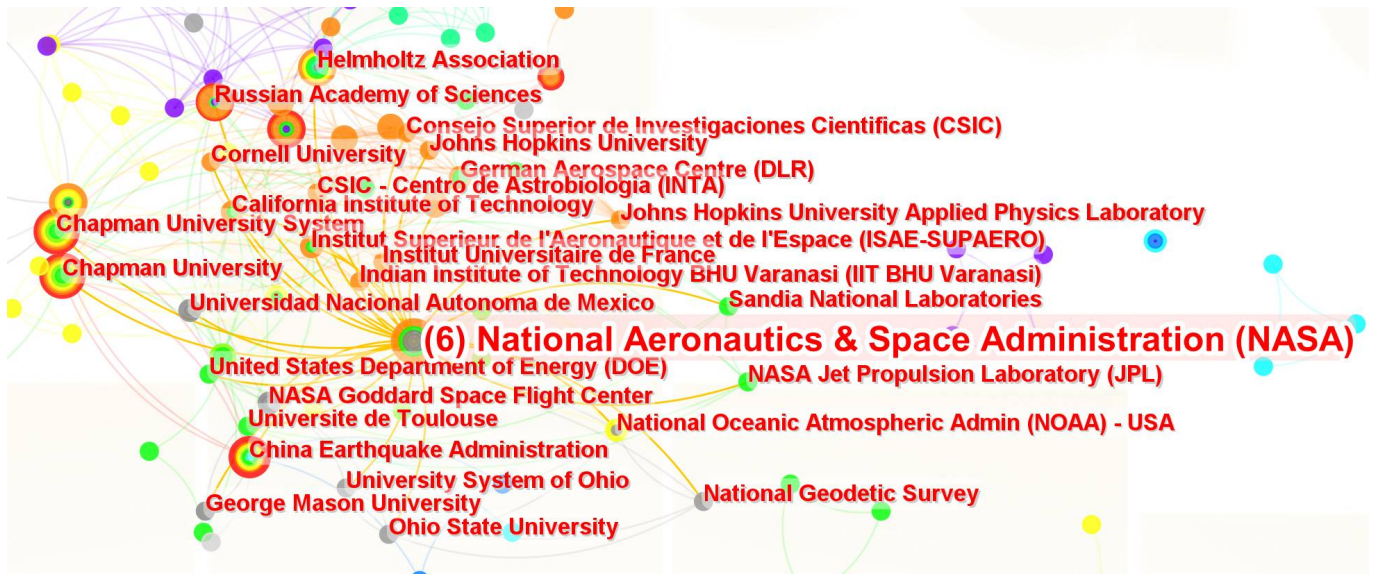 Helmholtz Association
Russian Academy of Sciences
Consejo Superior de Investigaciones Cientificas (CSIC)
Johns Hopkins University
Cornell University
German Aerospace Centre (DLR)
CSIC - Centro de Astrobiologia (INTA)
California Institute of Technology
Johns Hopkins University Applied Physics Laboratory
Chapman University System
Institut Superieur de l'Aeronautique et de l'Espace (ISAE-SUPAERO)
Institut Universitaire de France
Chapman University
Indian Institute of Technology BHU Varanasi (IIT BHU Varanasi)
Universidad Nacional Autonoma de Mexico
Sandia National Laboratories
(6) National Aeronautics & Space Administration (NASA)
United States Department of Energy (DOE)
NASA Jet Propulsion Laboratory (JPL)
NASA Goddard Space Flight Center
Universite de Toulouse
National Oceanic Atmospheric Admin (NOAA) - USA
China Earthquake Administration
University System of Ohio
National Geodetic Survey
George Mason University
Ohio State University